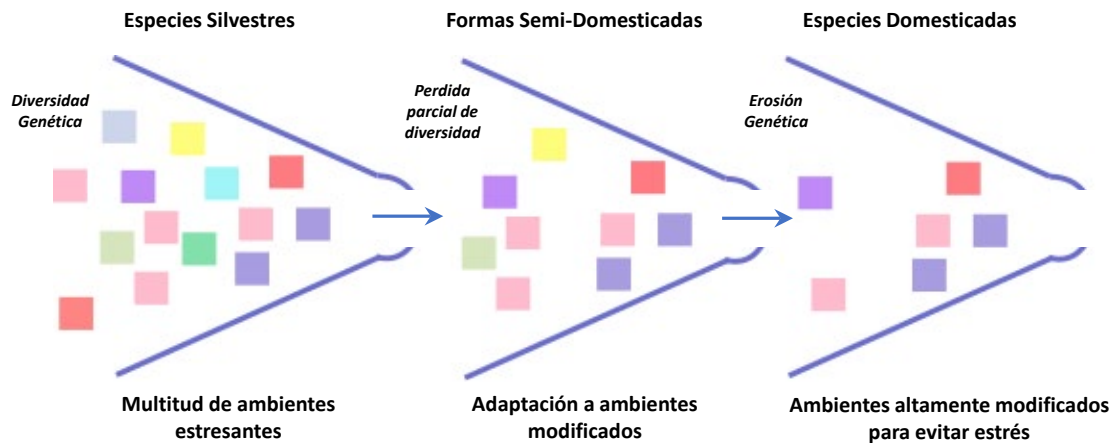 Especies Silvestres
Formas Semi-Domesticadas
Especies Domesticadas
Diversidad
Genética
Perdida
parcial de
diversidad
Erosión
Genética
Multitud de ambientes
estresantes
Adaptación a ambientes
modificados
Ambientes altamente modificados
para evitar estrés